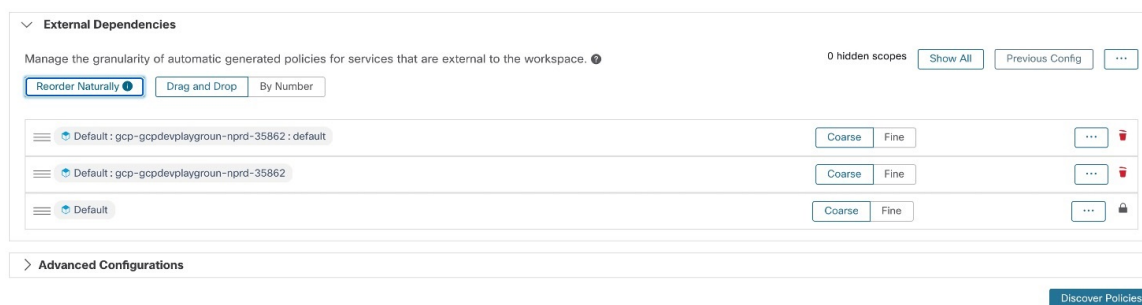 External Dependencies
Manage the granularity of automatic generated policies for services that are external to the workspace.
0 hidden scopes Show All Previous Config ...
Reorder Naturally Drag and Drop By Number
Default : gcp-gcpdevplaygroun-nprd-35862 : default Coarse Fine ...
Default : gcp-gcpdevplaygroun-nprd-35862 Coarse Fine ...
Default Coarse Fine ...
Advanced Configurations
Discover Policies